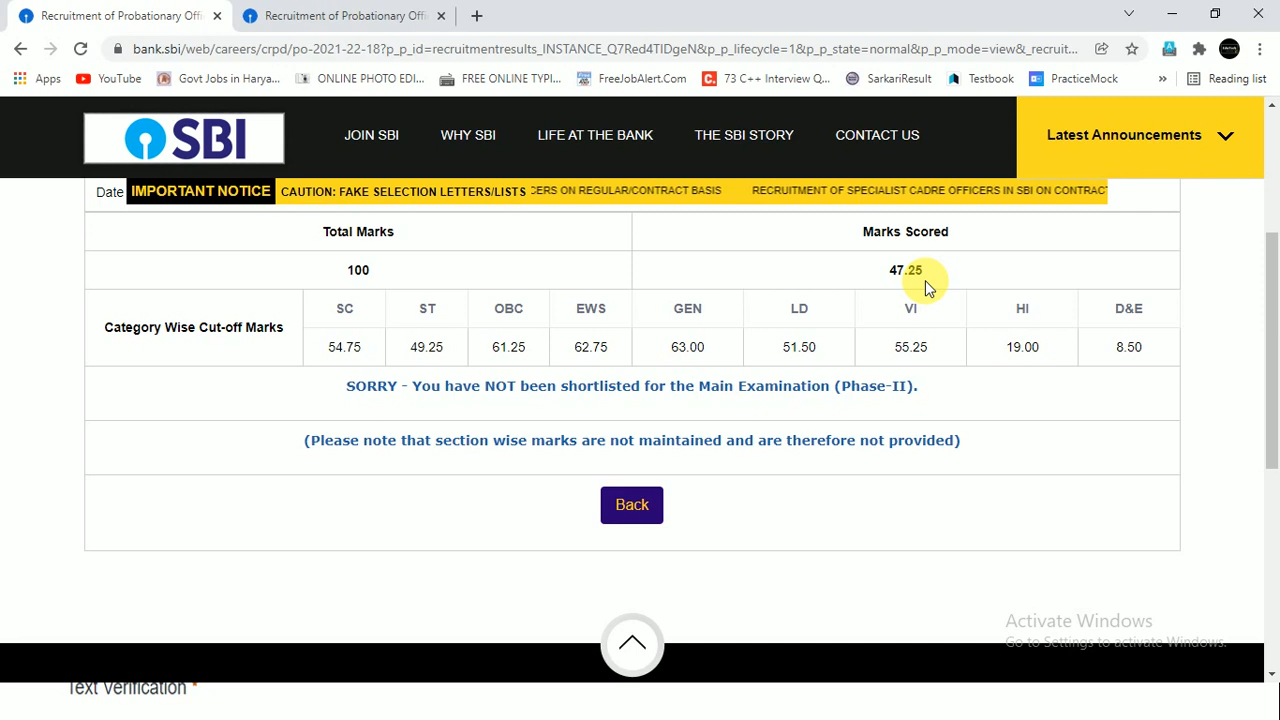 Recruitment of Probationary Offi
Recruitment of Probationary Offi
bank.sbi/web/careers/crpd/po-2021-22-18?p_p_id=recruitmentresults_INSTANCE_Q7Red4TIDgeN&p_p_lifecycle=1&p_p_state=normal&p_p_mode=view&_recruit...
Apps YouTube Govt Jobs in Harya... ONLINE PHOTO EDI... FREE ONLINE TYPI... FreeJobAlert.Com 73 C++ Interview Q... SarkariResult Testbook PracticeMock » Reading list
SBI JOIN SBI WHY SBI LIFE AT THE BANK THE SBI STORY CONTACT US Latest Announcements
Date IMPORTANT NOTICE CAUTION: FAKE SELECTION LETTERS/LISTS CERS ON REGULAR/CONTRACT BASIS RECRUITMENT OF SPECIALIST CADRE OFFICERS IN SBI ON CONTRACT
Total Marks Marks Scored
100 47.25
Category Wise Cut-off Marks
SC ST OBC EWS GEN LD VI HI D&E
54.75 49.25 61.25 62.75 63.00 51.50 55.25 19.00 8.50
SORRY - You have NOT been shortlisted for the Main Examination (Phase-II).
(Please note that section wise marks are not maintained and are therefore not provided)
Back
Activate Windows
Go to Settings to activate Windows.
Text Verification *